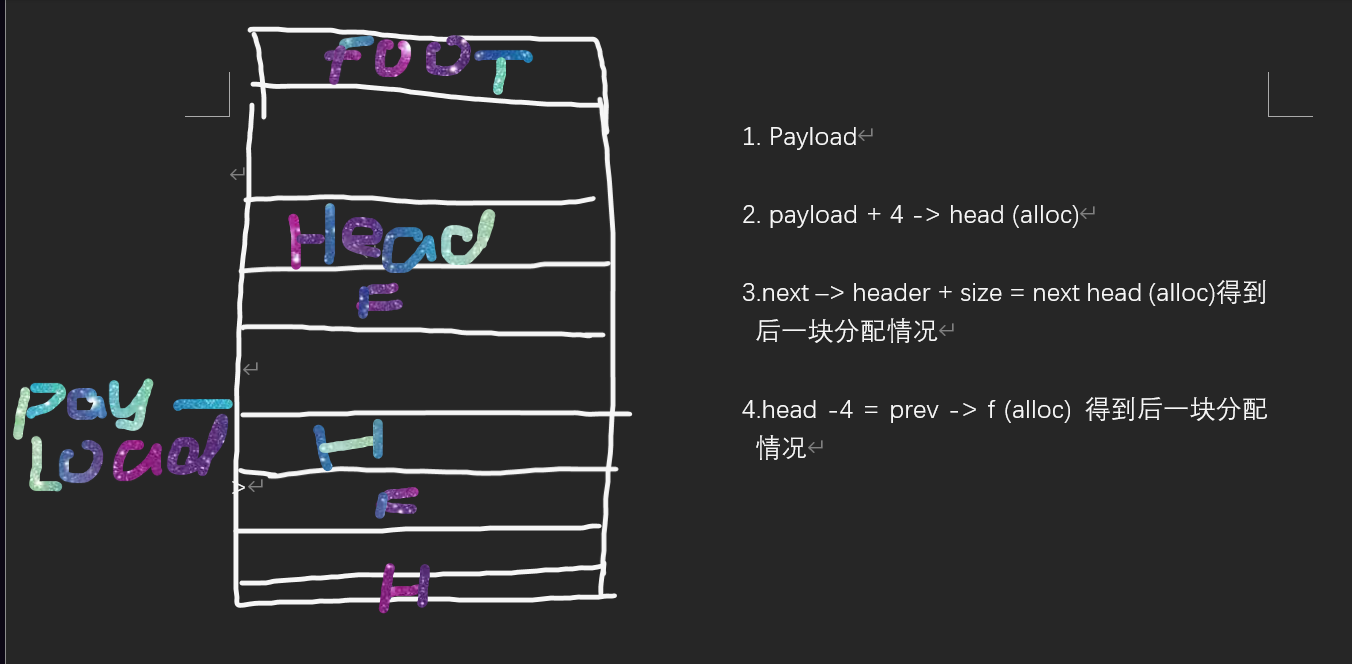 FOOT
Head
F
Pay
Load
H
F
H
1. Payload
2. payload + 4 -> head (alloc)
3.next –> header + size = next head (alloc)得到
后一块分配情况
4.head -4 = prev -> f (alloc) 得到后一块分配
情况